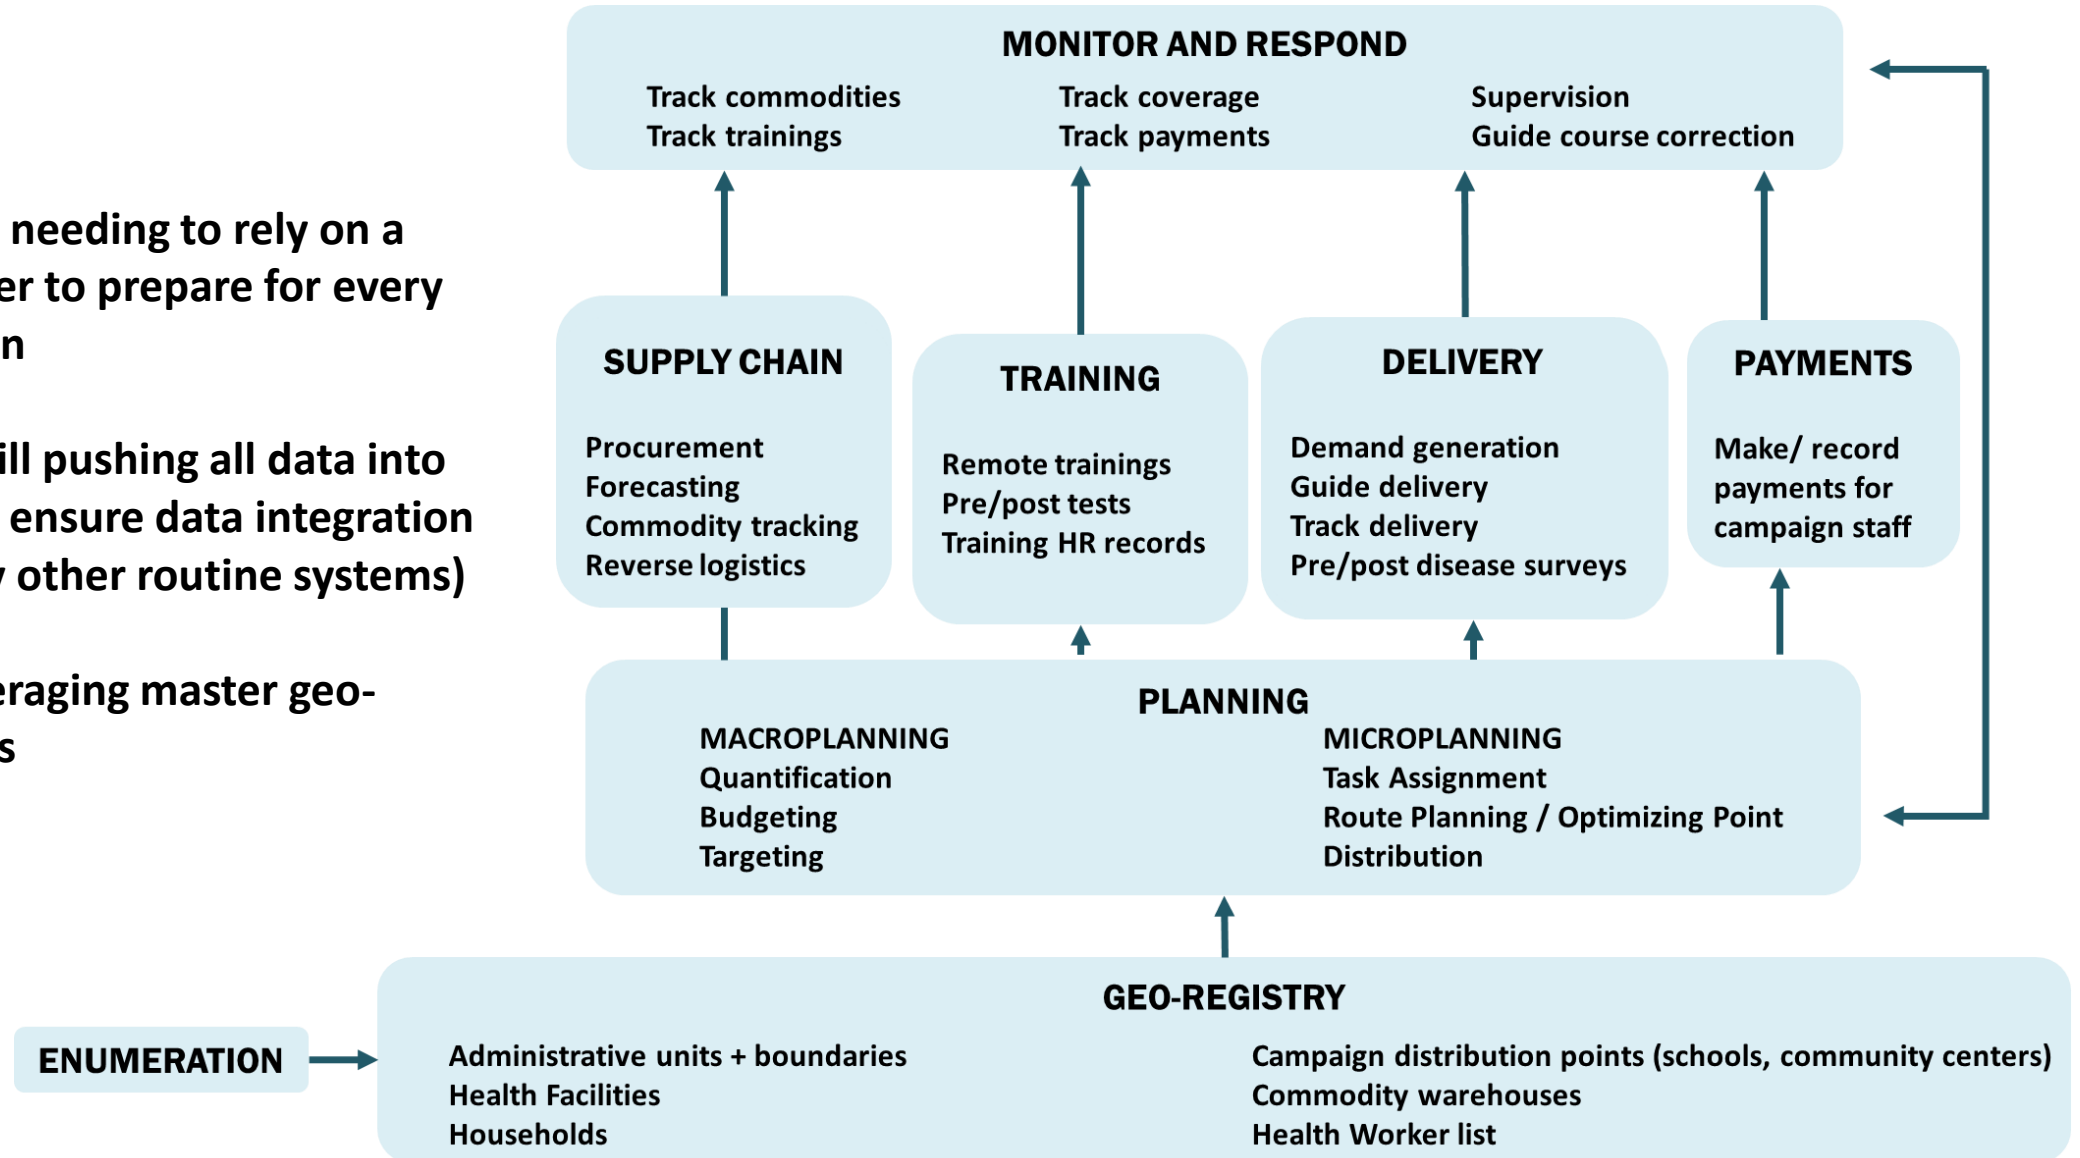 MONITOR AND RESPOND
Track commodities
Track trainings
Track coverage
Track payments
Supervision
Guide course correction
needing to rely on a
er to prepare for every
n
ill pushing all data into
ensure data integration
y other routine systems)
eraging master geo-
s
SUPPLY CHAIN
Procurement
Forecasting
Commodity tracking
Reverse logistics
TRAINING
Remote trainings
Pre/post tests
Training HR records
DELIVERY
Demand generation
Guide delivery
Track delivery
Pre/post disease surveys
PAYMENTS
Make/ record
payments for
campaign staff
PLANNING
MACROPLANNING
Quantification
Budgeting
Targeting
MICROPLANNING
Task Assignment
Route Planning / Optimizing Point
Distribution
ENUMERATION
GEO-REGISTRY
Administrative units + boundaries
Health Facilities
Households
Campaign distribution points (schools, community centers)
Commodity warehouses
Health Worker list